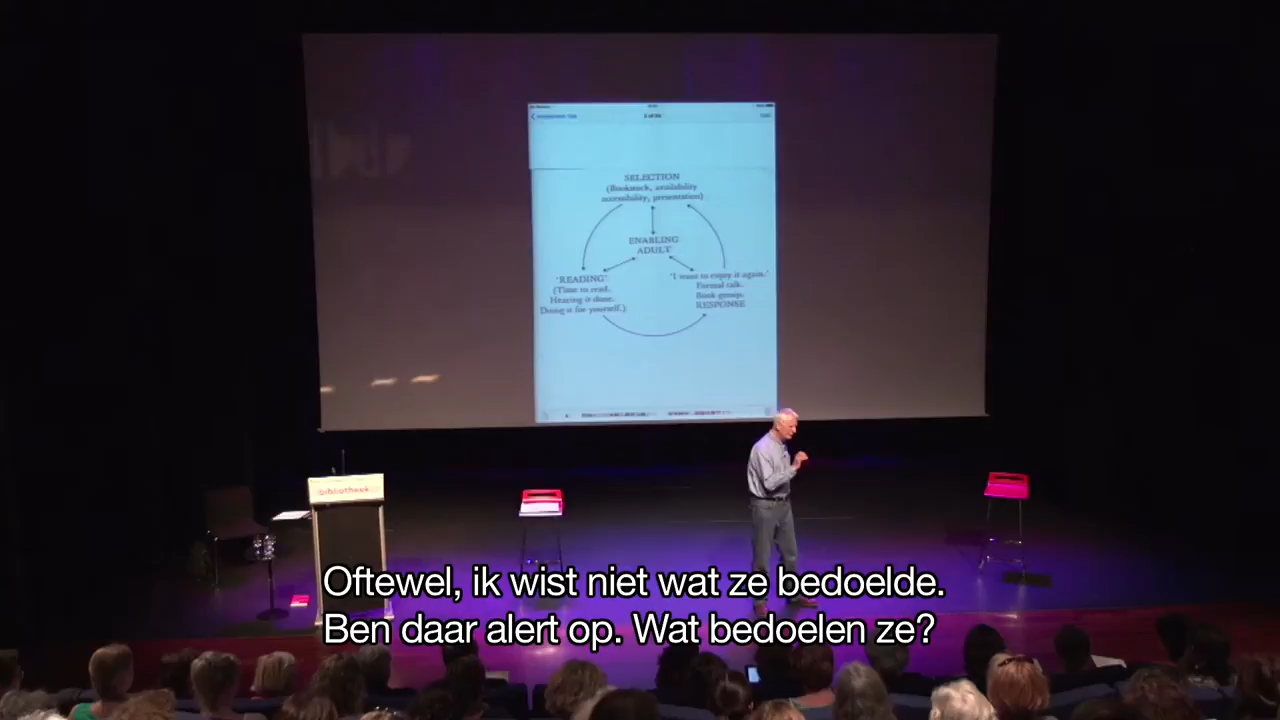 SELECTION
(Bookstock, availability
accessibility, presentation)
ENABLING
ADULT
'READING'
(Time to read.
Hearing it done.
Doing it for yourself.)
'I want to enjoy it again.'
Formal talk.
Book gossip.
RESPONSE
bibliotheek
Oftewel, ik wist niet wat ze bedoelde.
Ben daar alert op. Wat bedoelen ze?